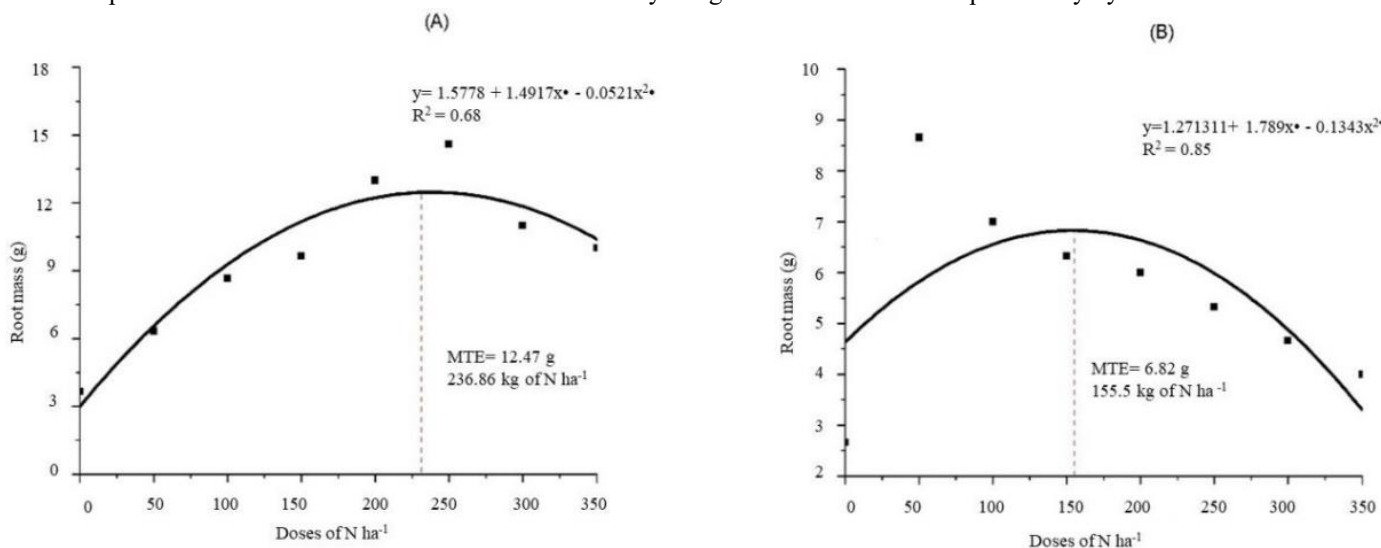 (A)
18
15
12
9
6
3
0
Root mass (g)
y= 1.5778 + 1.4917x• - 0.0521x²•
R² = 0.68
MTE= 12.47 g
236.86 kg of N ha⁻¹
0 50 100 150 200 250 300 350
Doses of N ha⁻¹
(B)
10
9
8
7
6
5
4
3
2
Root mass (g)
y=1.271311+ 1.789x• - 0.1343x²•
R² = 0.85
MTE= 6.82 g
155.5 kg of N ha⁻¹
0 50 100 150 200 250 300 350
Doses of N ha⁻¹